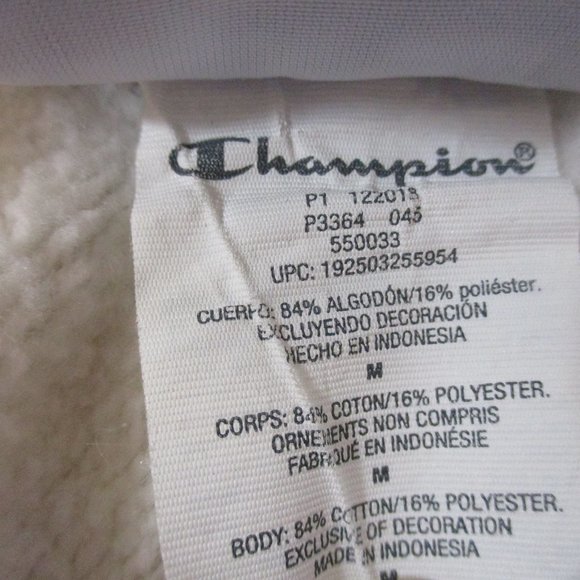 Champion®
P1 122018
P3364 045
550033
UPC: 192503255954
CUERPO: 84% ALGODÓN/16% poliéster.
EXCLUYENDO DECORACIÓN
HECHO EN INDONESIA
M
CORPS: 84% COTON/16% POLYESTER.
ORNEMENTS NON COMPRIS
FABRIQUÉ EN INDONÉSIE
M
BODY: 84% COTTON/16% POLYESTER.
EXCLUSIVE OF DECORATION
MADE IN INDONESIA
M